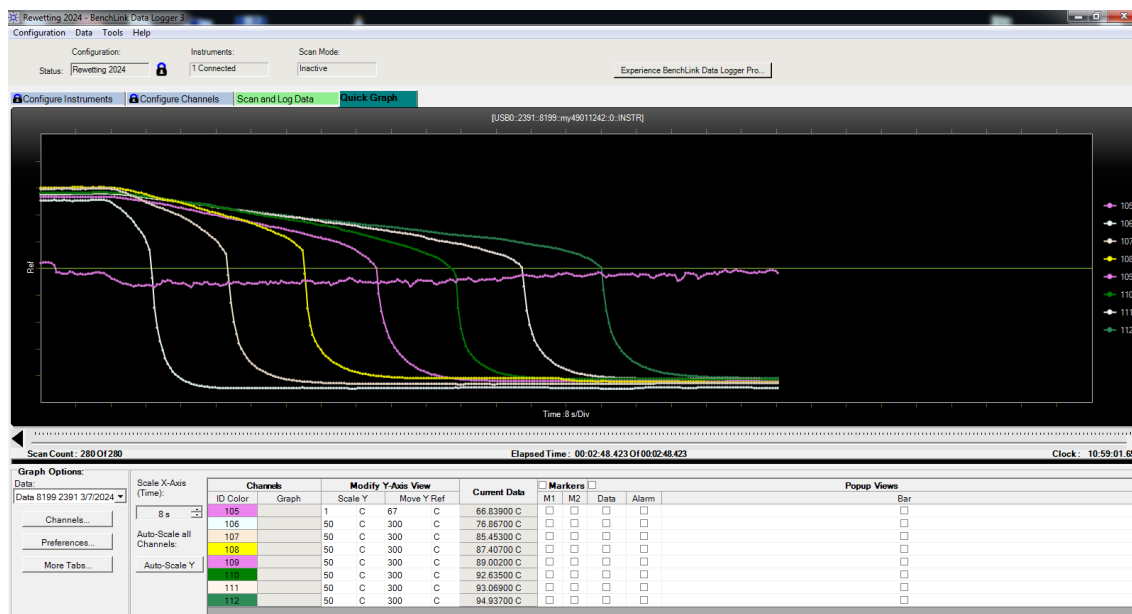 Rewetting 2024 - BenchLink Data Logger 3
Configuration Data Tools Help
Configuration: Instruments: Scan Mode:
Status: Rewetting 2024 1 Connected Inactive Experience BenchLink Data Logger Pro...
Configure Instruments Configure Channels Scan and Log Data Quick Graph
[USB0::2391::8199::my49011242::0::INSTR]
105
106
107
108
109
110
111
112
Ref
Time :8 s/Div
Scan Count: 280 Of 280 Elapsed Time: 00:02:48.423 Of 00:02:48.423 Clock: 10:59:01.65
Graph Options:
Data:
Data 8199 2391 3/7/2024
Channels...
Preferences...
More Tabs...
Scale X-Axis
(Time):
8 s
Auto-Scale all
Channels:
Auto-Scale Y
Channels Modify Y-Axis View Current Data Markers Popup Views
ID Color Graph Scale Y Move Y Ref M1 M2 Data Alarm Bar
105 1 C 67 C 66.83900 C
106 50 C 300 C 76.86700 C
107 50 C 300 C 85.45300 C
108 50 C 300 C 87.40700 C
109 50 C 300 C 89.00200 C
110 50 C 300 C 92.63500 C
111 50 C 300 C 93.06900 C
112 50 C 300 C 94.93700 C